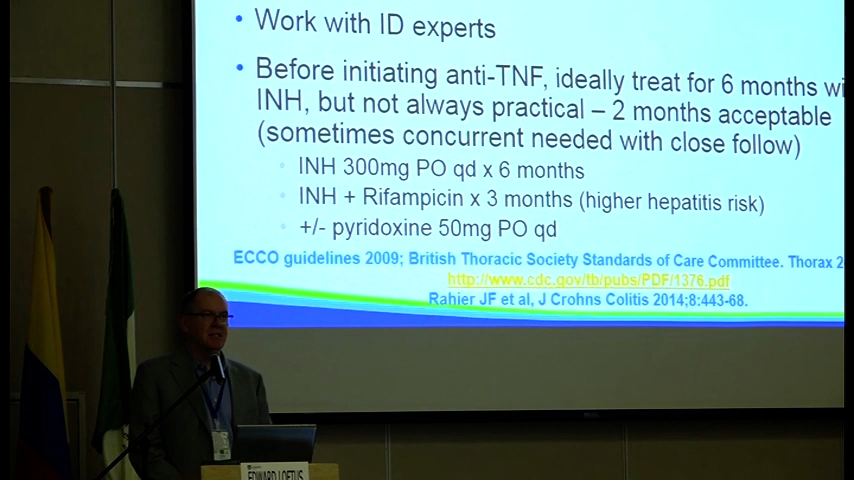 • Work with ID experts
• Before initiating anti-TNF, ideally treat for 6 months wi
INH, but not always practical – 2 months acceptable
(sometimes concurrent needed with close follow)
INH 300mg PO qd x 6 months
INH + Rifampicin x 3 months (higher hepatitis risk)
+/- pyridoxine 50mg PO qd
ECCO guidelines 2009; British Thoracic Society Standards of Care Committee. Thorax 2
http://www.cdc.gov/tb/pubs/PDF/1376.pdf
Rahier JF et al, J Crohns Colitis 2014;8:443-68.
EDWARD LOFTUS